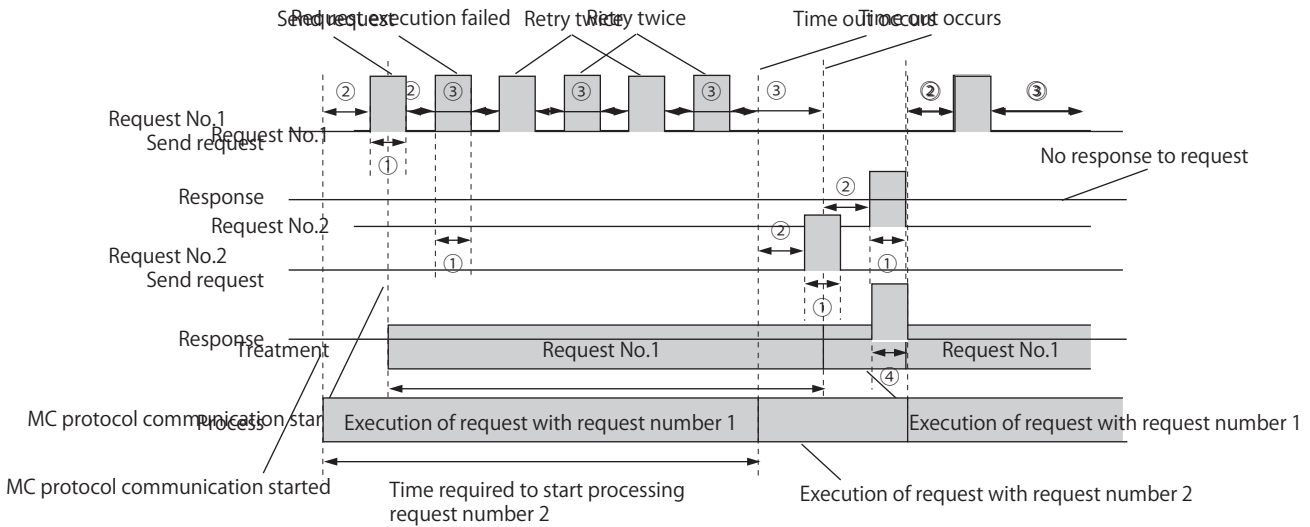 Send request
Request execution failed
Retry twice
Retry twice
Time out occurs
Time out occurs
② ② ③ ③ ③ ③ ② ② ③ ③
Request No.1
Send request
Request No.1
①
No response to request
②
Response
Request No.2
②
①
①
Request No.2
Send request
①
Response
Treatment
Request No.1
Request No.1
④
MC protocol communication star
Process
Execution of request with request number 1
Execution of request with request number 1
MC protocol communication started
Time required to start processing
request number 2
Execution of request with request number 2